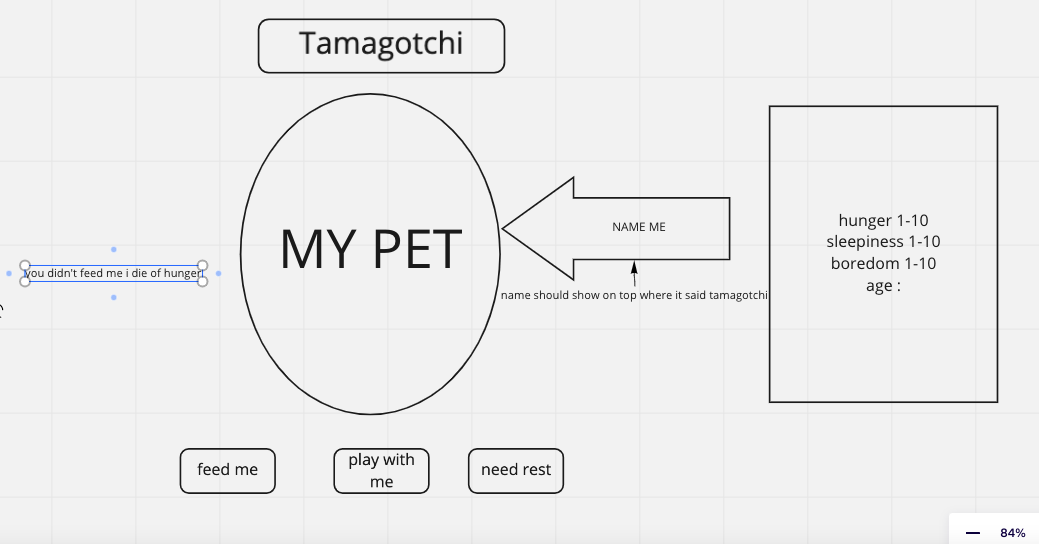 Tamagotchi
MY PET
NAME ME
name should show on top where it said tamagotchi
hunger 1-10
sleepiness 1-10
boredom 1-10
age :
you didn't feed me i die of hunger
feed me
play with
me
need rest
84%